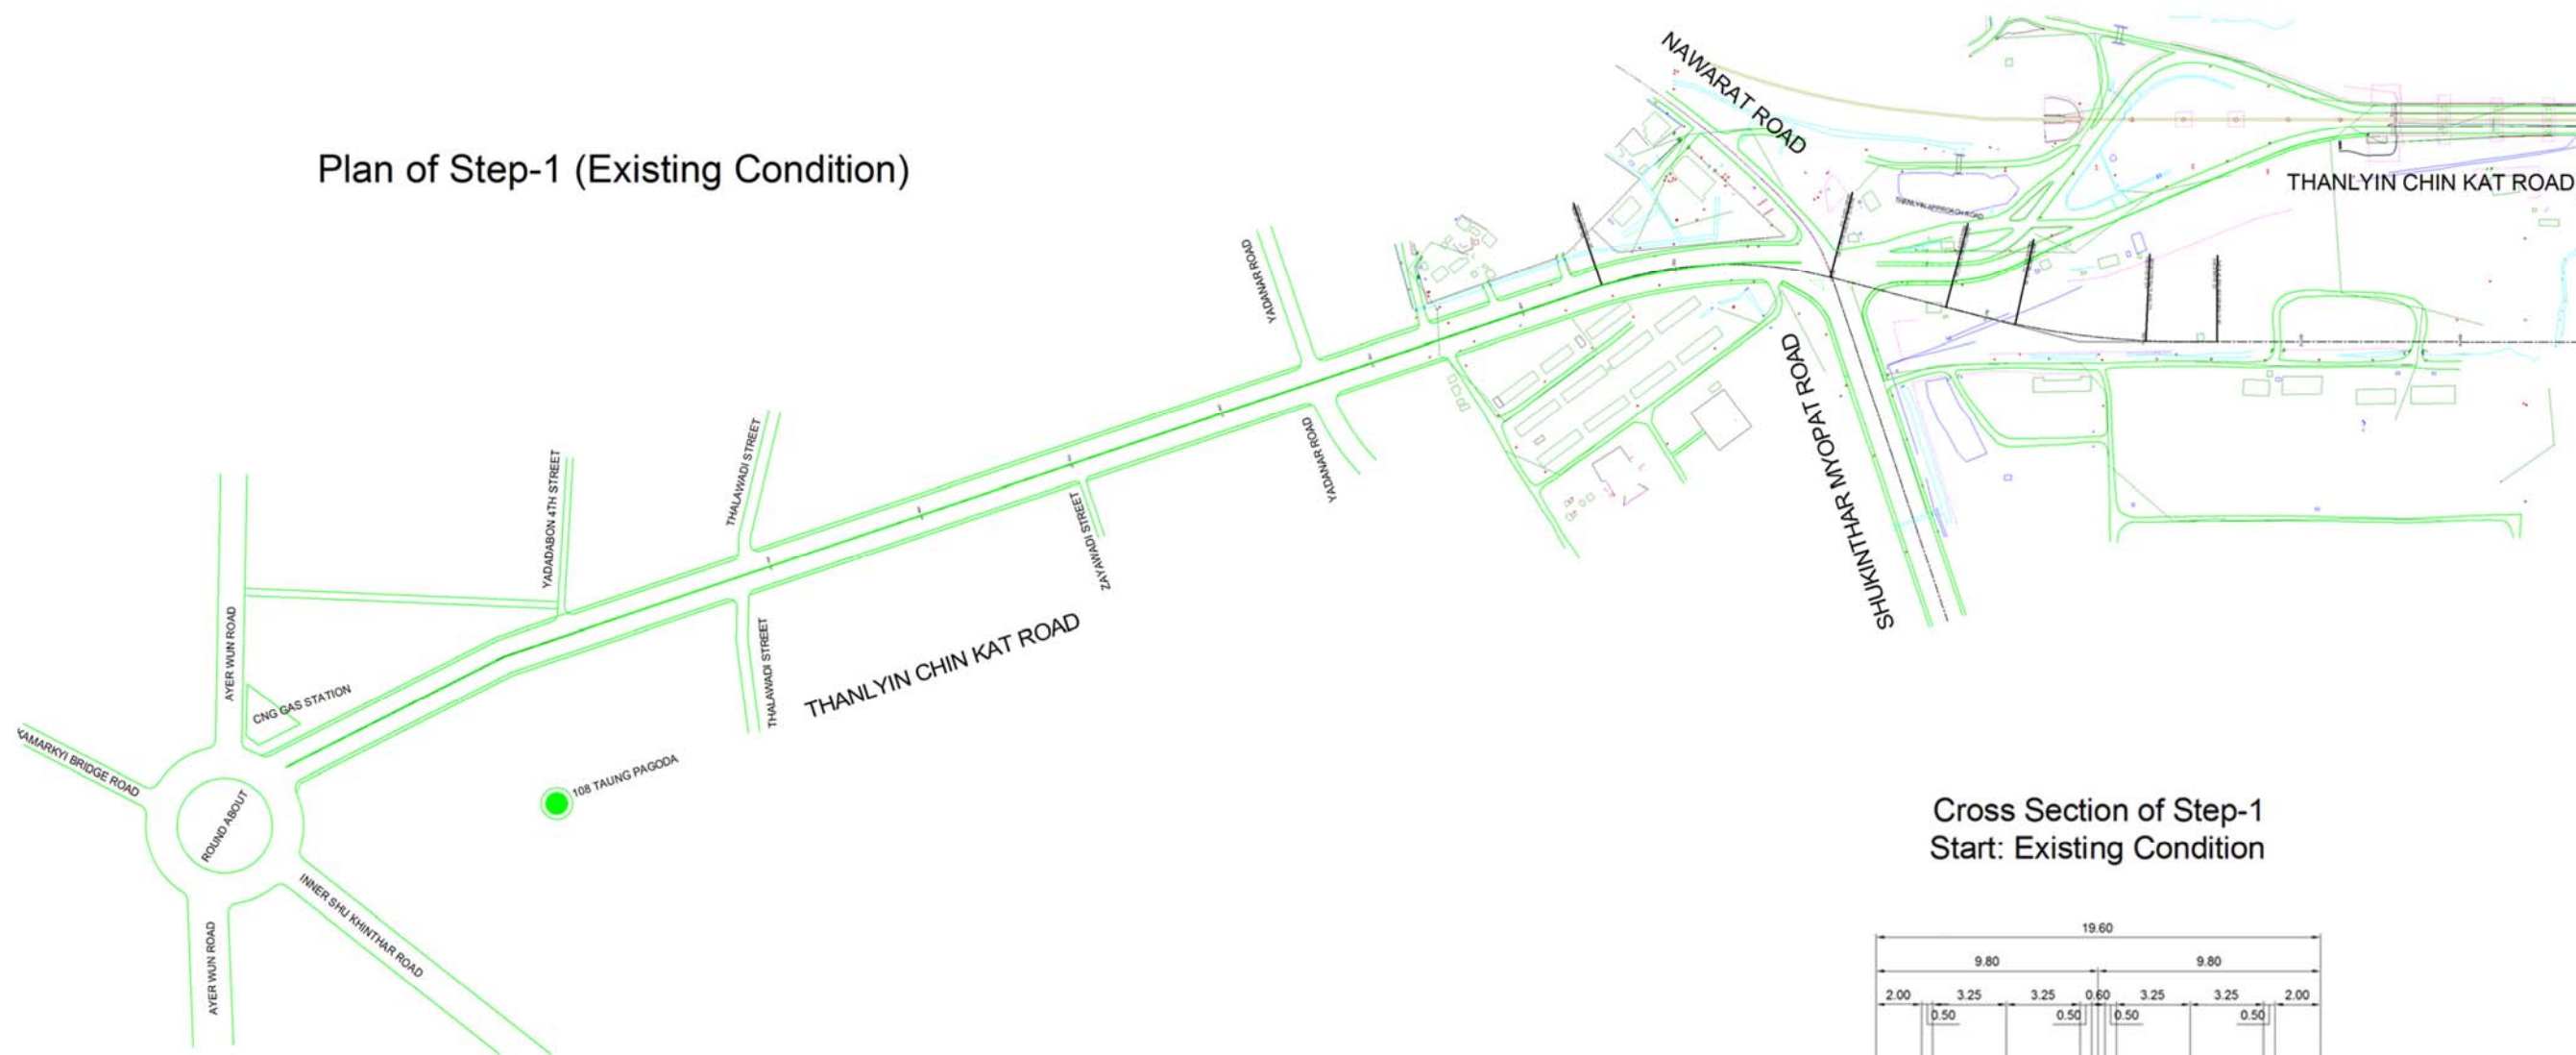 Plan of Step-1 (Existing Condition)
NAWARAT ROAD
THANLYIN CHIN KAT ROAD
THENLYIN APPROACH ROAD
YADANAR ROAD
YADANAR ROAD
SHUKINTHAR MYOPAT ROAD
THALAWADI STREET
YADADABON 4TH STREET
ZAYAWADI STREET
THALAWADI STREET
THANLYIN CHIN KAT ROAD
AYER WUN ROAD
CNG GAS STATION
KAMARKYI BRIDGE ROAD
108 TAUNG PAGODA
ROUND ABOUT
INNER SHU KHINTHAR ROAD
AYER WUN ROAD
Cross Section of Step-1
Start: Existing Condition
19.60
9.80 9.80
2.00 3.25 3.25 0.60 3.25 3.25 2.00
0.50 0.50 0.50 0.50